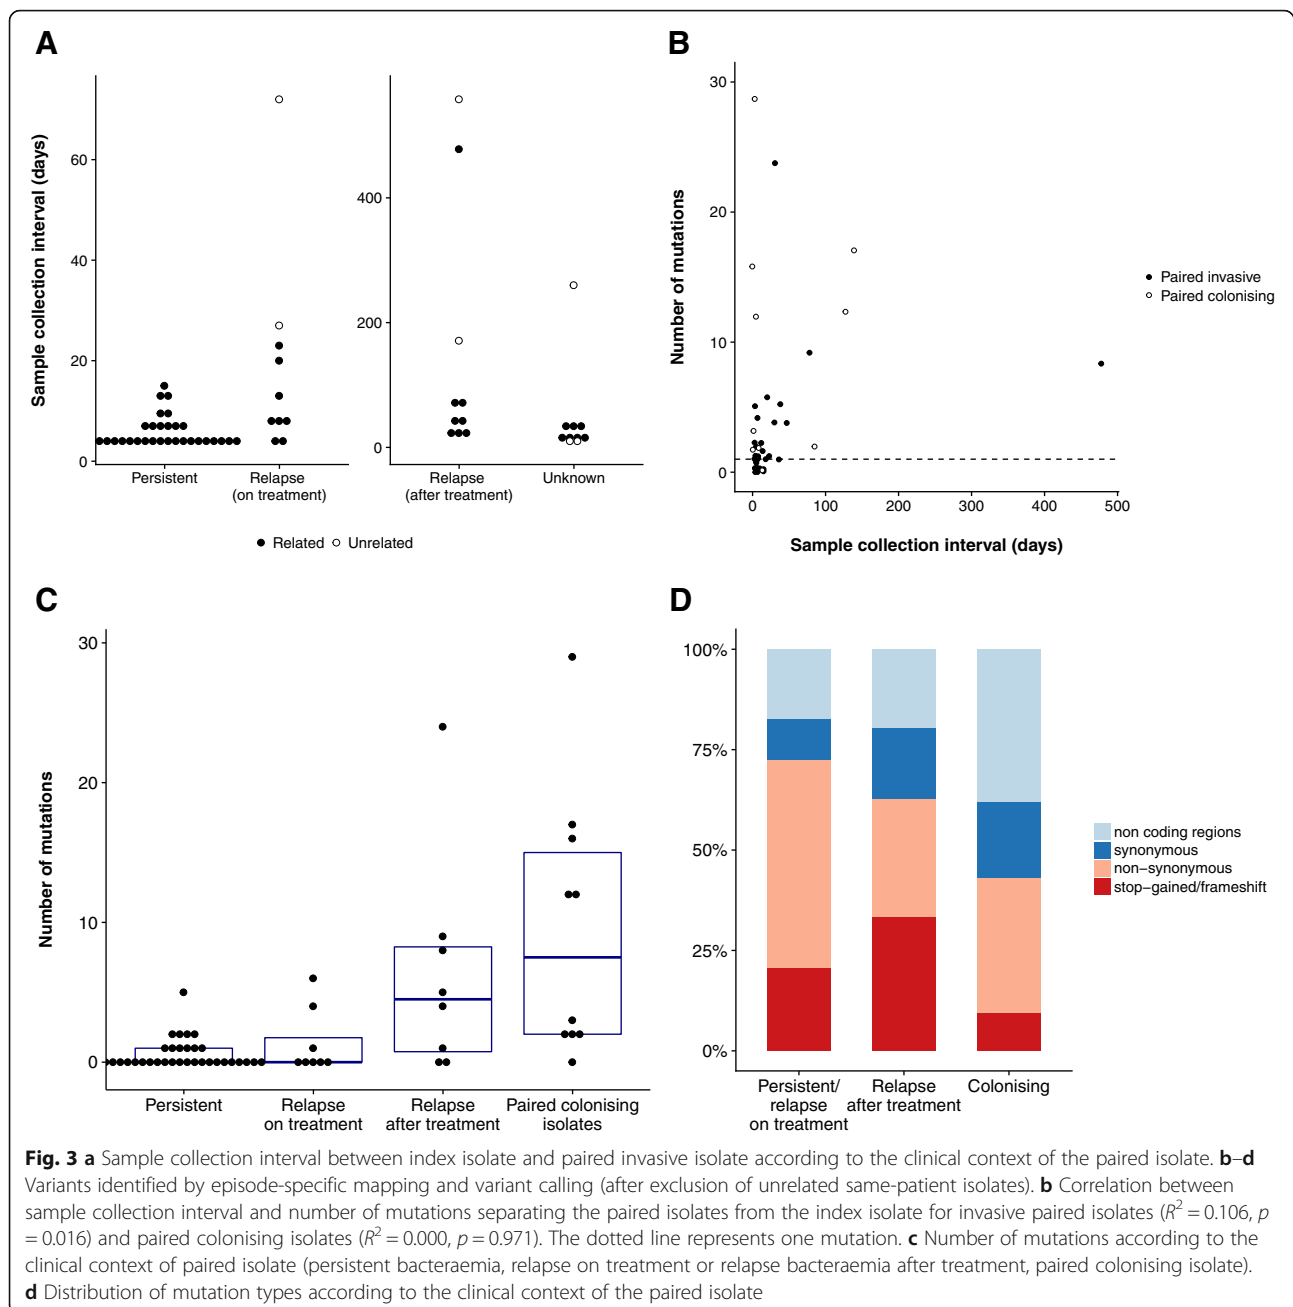 A
Sample collection interval (days)
60
40
20
0
Persistent
Relapse
(on treatment)
400
200
0
Relapse
(after treatment)
Unknown
Related
Unrelated
B
Number of mutations
30
20
10
0
0
100
200
300
400
500
Sample collection interval (days)
Paired invasive
Paired colonising
C
Number of mutations
30
20
10
0
Persistent
Relapse
on treatment
Relapse
after treatment
Paired colonising
isolates
D
100%
75%
50%
25%
0%
Persistent/
relapse
on treatment
Relapse
after treatment
Colonising
non coding regions
synonymous
non−synonymous
stop−gained/frameshift
Fig. 3 a Sample collection interval between index isolate and paired invasive isolate according to the clinical context of the paired isolate. b–d
Variants identified by episode-specific mapping and variant calling (after exclusion of unrelated same-patient isolates). b Correlation between
sample collection interval and number of mutations separating the paired isolates from the index isolate for invasive paired isolates (R² = 0.106, p
= 0.016) and paired colonising isolates (R² = 0.000, p = 0.971). The dotted line represents one mutation. c Number of mutations according to the
clinical context of paired isolate (persistent bacteraemia, relapse on treatment or relapse bacteraemia after treatment, paired colonising isolate).
d Distribution of mutation types according to the clinical context of the paired isolate